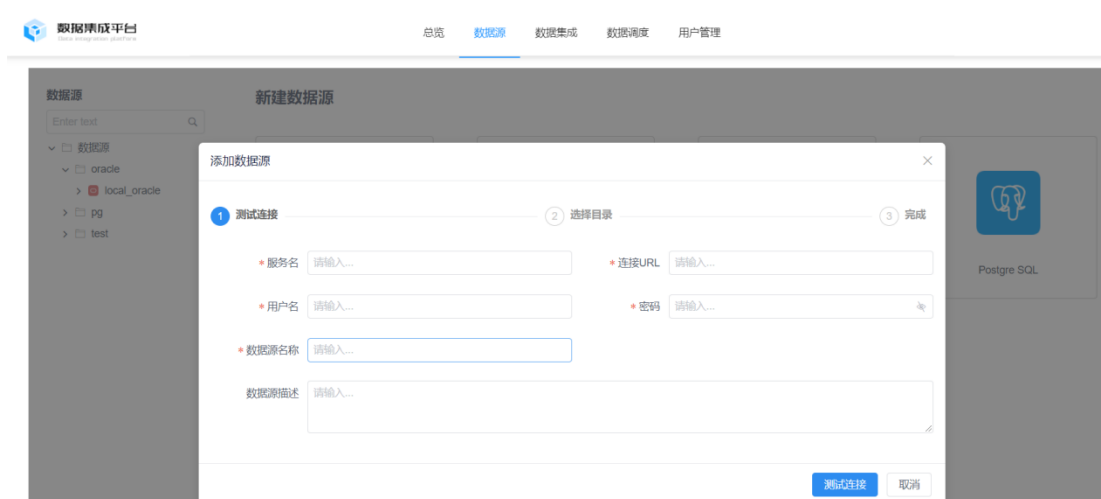 数据集成平台
总览 数据源 数据集成 数据调度 用户管理
数据源
新建数据源
Enter text
数据源
oracle
local_oracle
pg
test
添加数据源
1 测试连接
2 选择目录
3 完成
* 服务名 请输入...
* 连接URL 请输入...
* 用户名 请输入...
* 密码 请输入...
* 数据源名称 请输入...
数据源描述 请输入...
测试连接 取消
Postgre SQL